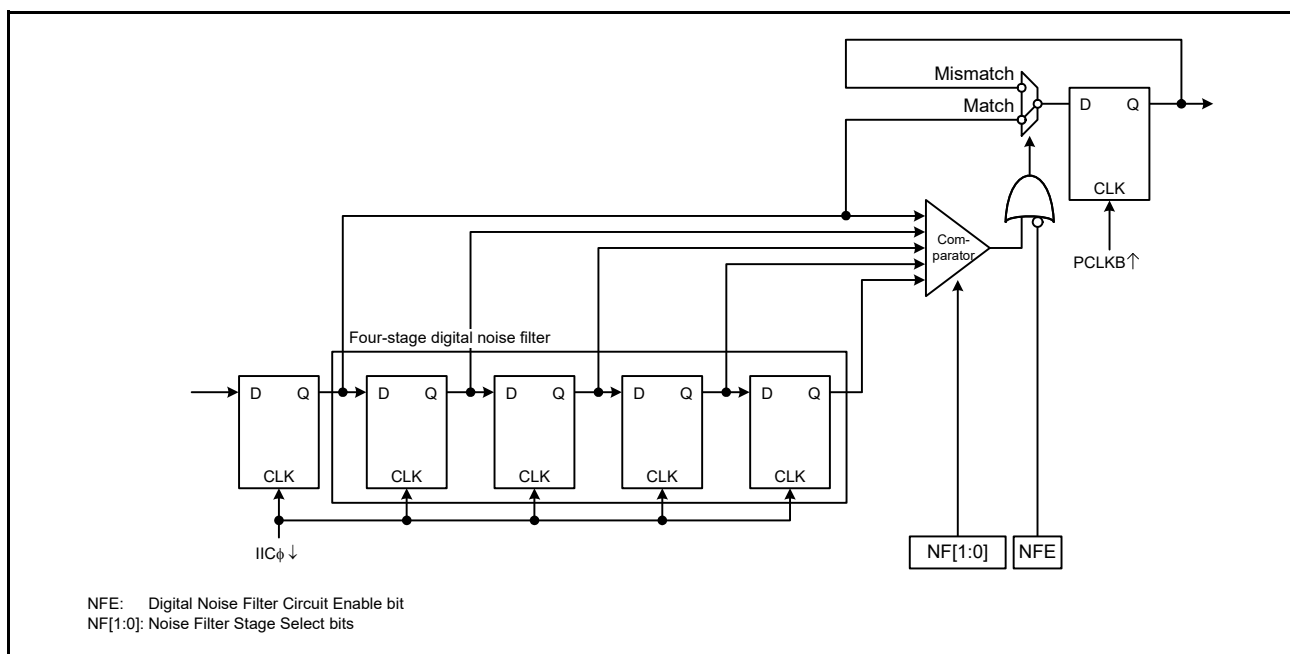 Mismatch
Match
D Q
CLK
PCLKB↑
Com-
parator
Four-stage digital noise filter
D Q D Q D Q D Q D Q
CLK CLK CLK CLK CLK
IICϕ↓
NF[1:0] NFE
NFE: Digital Noise Filter Circuit Enable bit
NF[1:0]: Noise Filter Stage Select bits